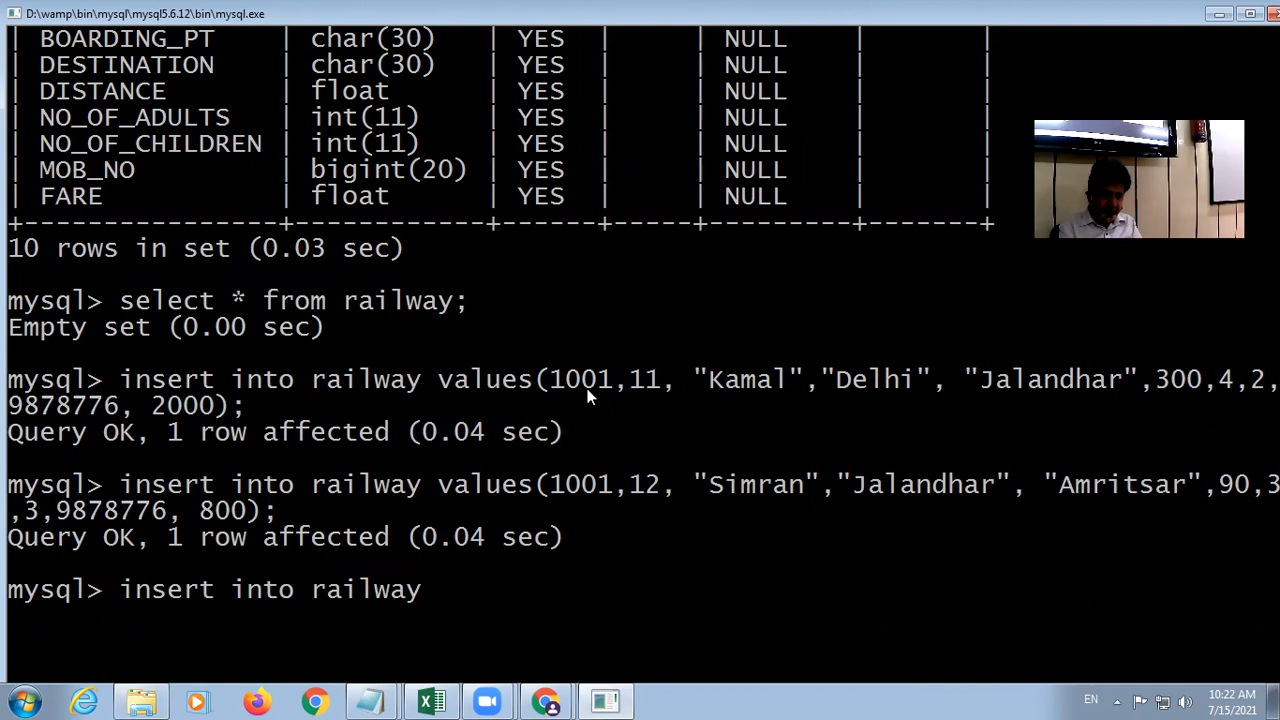 D:\wamp\bin\mysql\mysql5.6.12\bin\mysql.exe
| BOARDING_PT | char(30) | YES | | NULL | |
| DESTINATION | char(30) | YES | | NULL | |
| DISTANCE | float | YES | | NULL | |
| NO_OF_ADULTS | int(11) | YES | | NULL | |
| NO_OF_CHILDREN | int(11) | YES | | NULL | |
| MOB_NO | bigint(20) | YES | | NULL | |
| FARE | float | YES | | NULL | |
+----------------+------------+------+-----+---------+-------+
10 rows in set (0.03 sec)
mysql> select * from railway;
Empty set (0.00 sec)
mysql> insert into railway values(1001,11, "Kamal","Delhi", "Jalandhar",300,4,2,
9878776, 2000);
Query OK, 1 row affected (0.04 sec)
mysql> insert into railway values(1001,12, "Simran","Jalandhar", "Amritsar",90,3
,3,9878776, 800);
Query OK, 1 row affected (0.04 sec)
mysql> insert into railway
EN
10:22 AM
7/15/2021